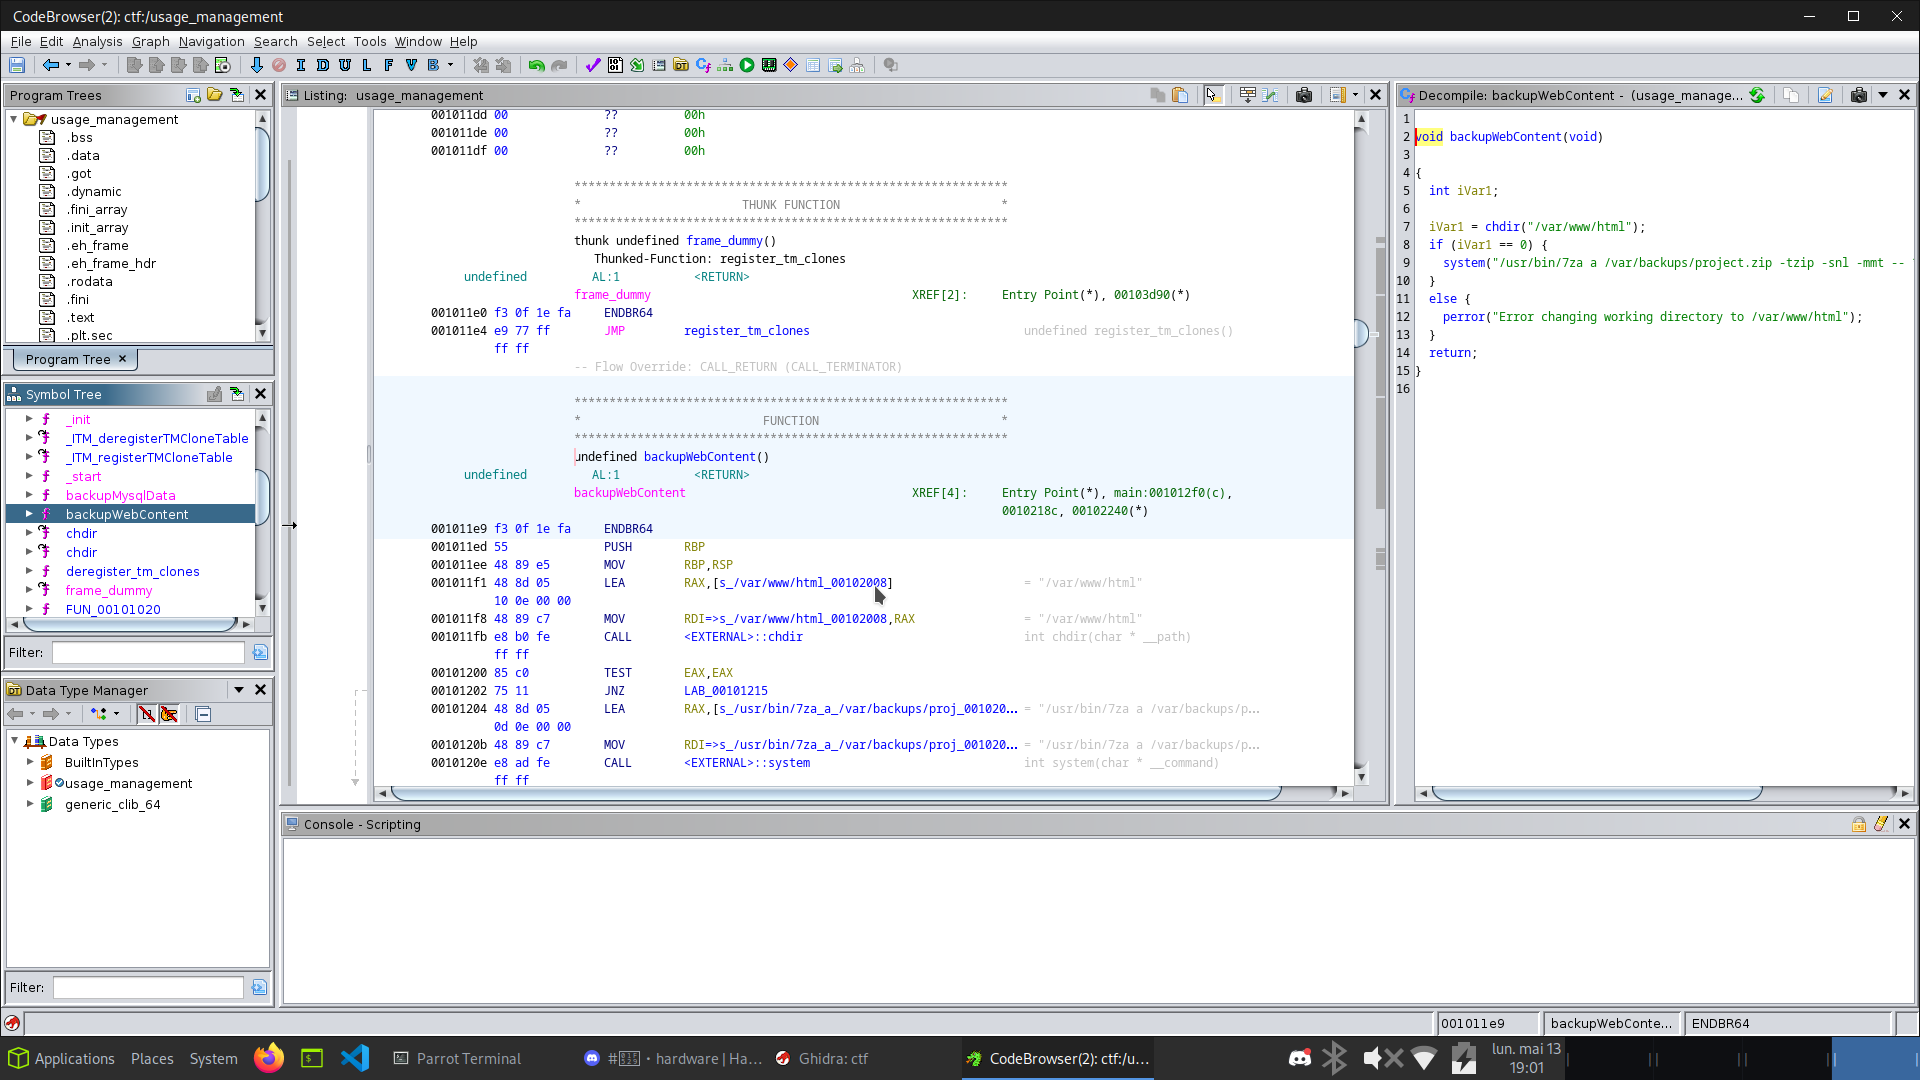 CodeBrowser(2): ctf:/usage_management
File Edit Analysis Graph Navigation Search Select Tools Window Help
I D U L F V B
Program Trees
usage_management
.bss
.data
.got
.dynamic
.fini_array
.init_array
.eh_frame
.eh_frame_hdr
.rodata
.fini
.text
.plt.sec
Program Tree
Symbol Tree
_init
_ITM_deregisterTMCloneTable
_ITM_registerTMCloneTable
_start
backupMysqlData
backupWebContent
chdir
chdir
deregister_tm_clones
frame_dummy
FUN_00101020
Filter:
Data Type Manager
Data Types
BuiltInTypes
usage_management
generic_clib_64
Filter:
Listing: usage_management
001011dd 00 ?? 00h
001011de 00 ?? 00h
001011df 00 ?? 00h
**************************************************************
* THUNK FUNCTION *
**************************************************************
thunk undefined frame_dummy()
Thunked-Function: register_tm_clones
undefined AL:1 <RETURN>
frame_dummy XREF[2]: Entry Point(*), 00103d90(*)
001011e0 f3 0f 1e fa ENDBR64
001011e4 e9 77 ff JMP register_tm_clones undefined register_tm_clones()
ff ff
-- Flow Override: CALL_RETURN (CALL_TERMINATOR)
**************************************************************
* FUNCTION *
**************************************************************
undefined backupWebContent()
undefined AL:1 <RETURN>
backupWebContent XREF[4]: Entry Point(*), main:001012f0(c),
0010218c, 00102240(*)
001011e9 f3 0f 1e fa ENDBR64
001011ed 55 PUSH RBP
001011ee 48 89 e5 MOV RBP,RSP
001011f1 48 8d 05 LEA RAX,[s_/var/www/html_00102008] = "/var/www/html"
10 0e 00 00
001011f8 48 89 c7 MOV RDI=>s_/var/www/html_00102008,RAX = "/var/www/html"
001011fb e8 b0 fe CALL <EXTERNAL>::chdir int chdir(char * __path)
ff ff
00101200 85 c0 TEST EAX,EAX
00101202 75 11 JNZ LAB_00101215
00101204 48 8d 05 LEA RAX,[s_/usr/bin/7za_a_/var/backups/proj_001020... = "/usr/bin/7za a /var/backups/p...
0d 0e 00 00
0010120b 48 89 c7 MOV RDI=>s_/usr/bin/7za_a_/var/backups/proj_001020... = "/usr/bin/7za a /var/backups/p...
0010120e e8 ad fe CALL <EXTERNAL>::system int system(char * __command)
ff ff
Decompile: backupWebContent - (usage_manage...
1
2 void backupWebContent(void)
3
4 {
5 int iVar1;
6
7 iVar1 = chdir("/var/www/html");
8 if (iVar1 == 0) {
9 system("/usr/bin/7za a /var/backups/project.zip -tzip -snl -mmt --
10 }
11 else {
12 perror("Error changing working directory to /var/www/html");
13 }
14 return;
15 }
16
Console - Scripting
001011e9 backupWebConte... ENDBR64
Applications Places System Parrot Terminal hardware | Ha... Ghidra: ctf CodeBrowser(2): ctf:/u... lun. mai 13
19:01